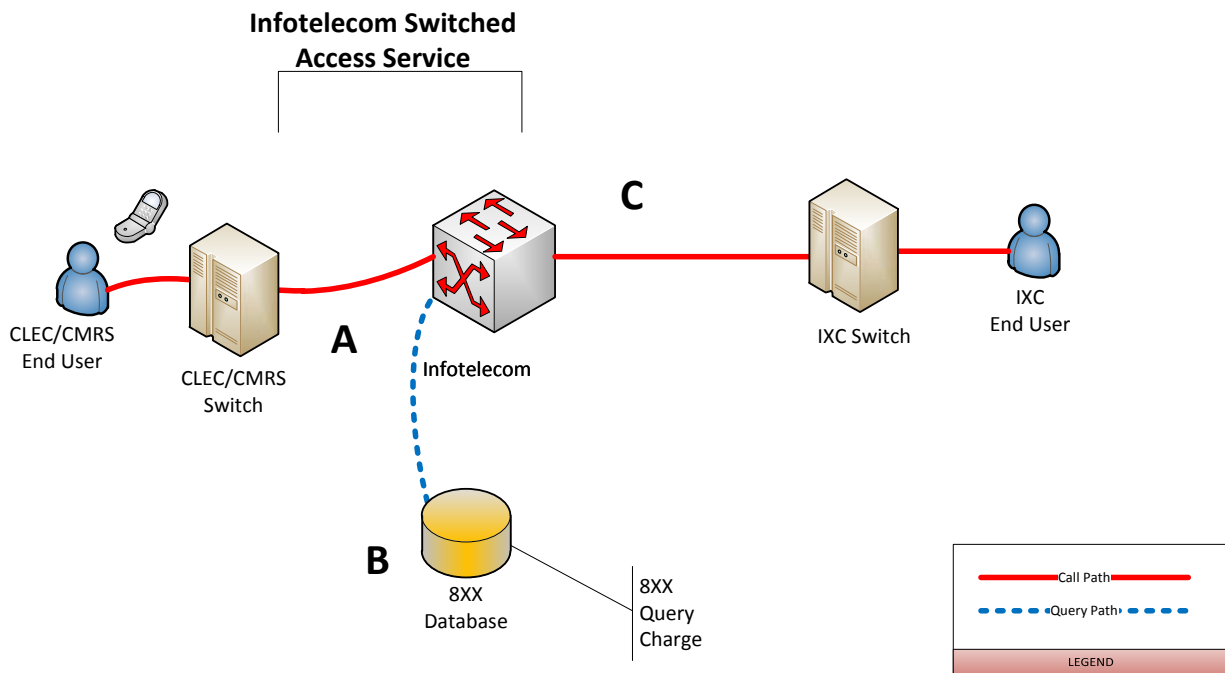 Infotelecom Switched
Access Service
C
A
CLEC/CMRS
End User
CLEC/CMRS
Switch
Infotelecom
IXC Switch
IXC
End User
B
8XX
Database
8XX
Query
Charge
Call Path
Query Path
LEGEND